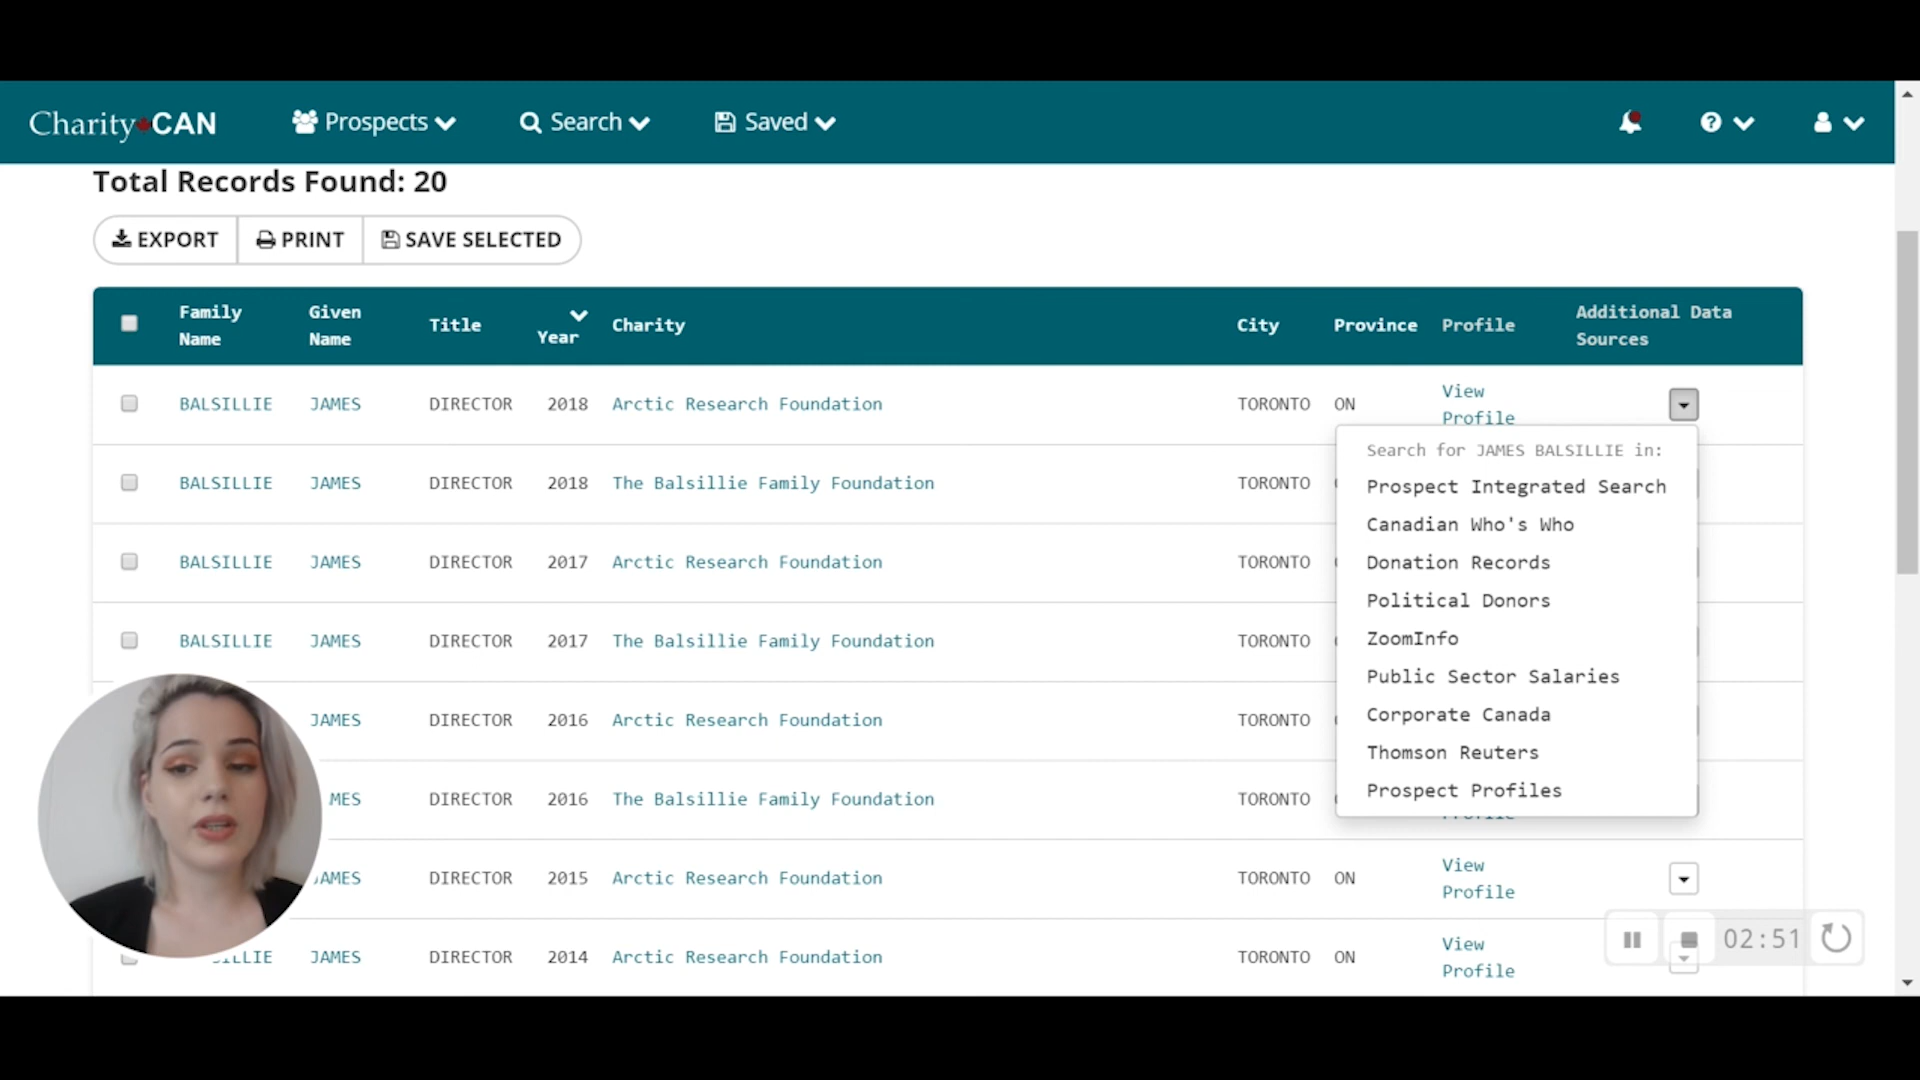 Charity CAN Prospects Search Saved
Total Records Found: 20
EXPORT PRINT SAVE SELECTED
Family Name Given Name Title Year Charity City Province Profile Additional Data Sources
BALSILLIE JAMES DIRECTOR 2018 Arctic Research Foundation TORONTO ON View Profile
BALSILLIE JAMES DIRECTOR 2018 The Balsillie Family Foundation TORONTO
BALSILLIE JAMES DIRECTOR 2017 Arctic Research Foundation TORONTO
BALSILLIE JAMES DIRECTOR 2017 The Balsillie Family Foundation TORONTO
JAMES DIRECTOR 2016 Arctic Research Foundation TORONTO
MES DIRECTOR 2016 The Balsillie Family Foundation TORONTO
JAMES DIRECTOR 2015 Arctic Research Foundation TORONTO ON View Profile
LLIE JAMES DIRECTOR 2014 Arctic Research Foundation TORONTO ON View Profile
Search for JAMES BALSILLIE in:
Prospect Integrated Search
Canadian Who's Who
Donation Records
Political Donors
ZoomInfo
Public Sector Salaries
Corporate Canada
Thomson Reuters
Prospect Profiles
02:51